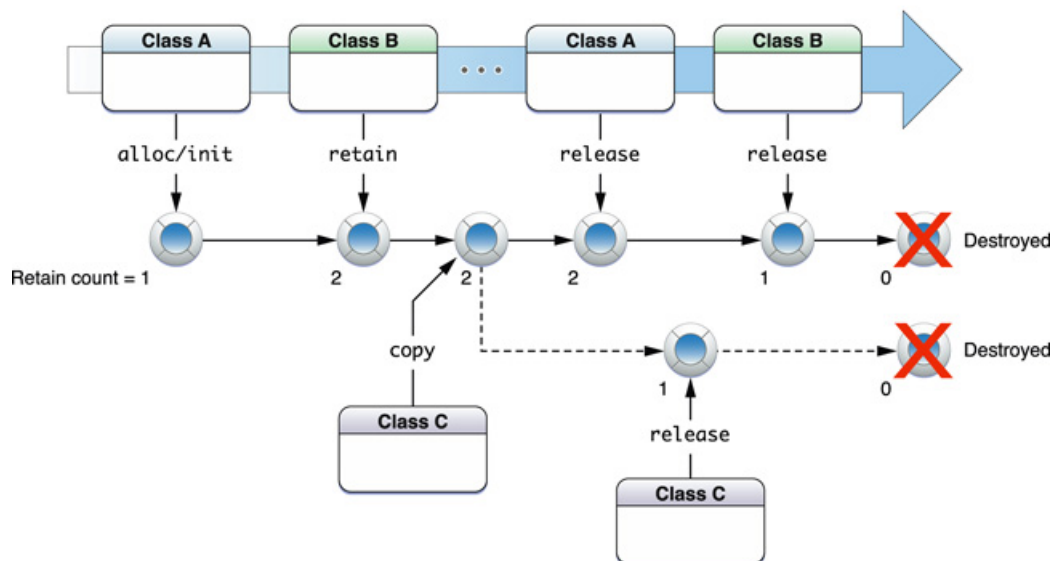 Class A
Class B
...
Class A
Class B
alloc/init
retain
release
release
Retain count = 1
2
2
2
1
0
Destroyed
copy
1
0
Destroyed
Class C
release
Class C